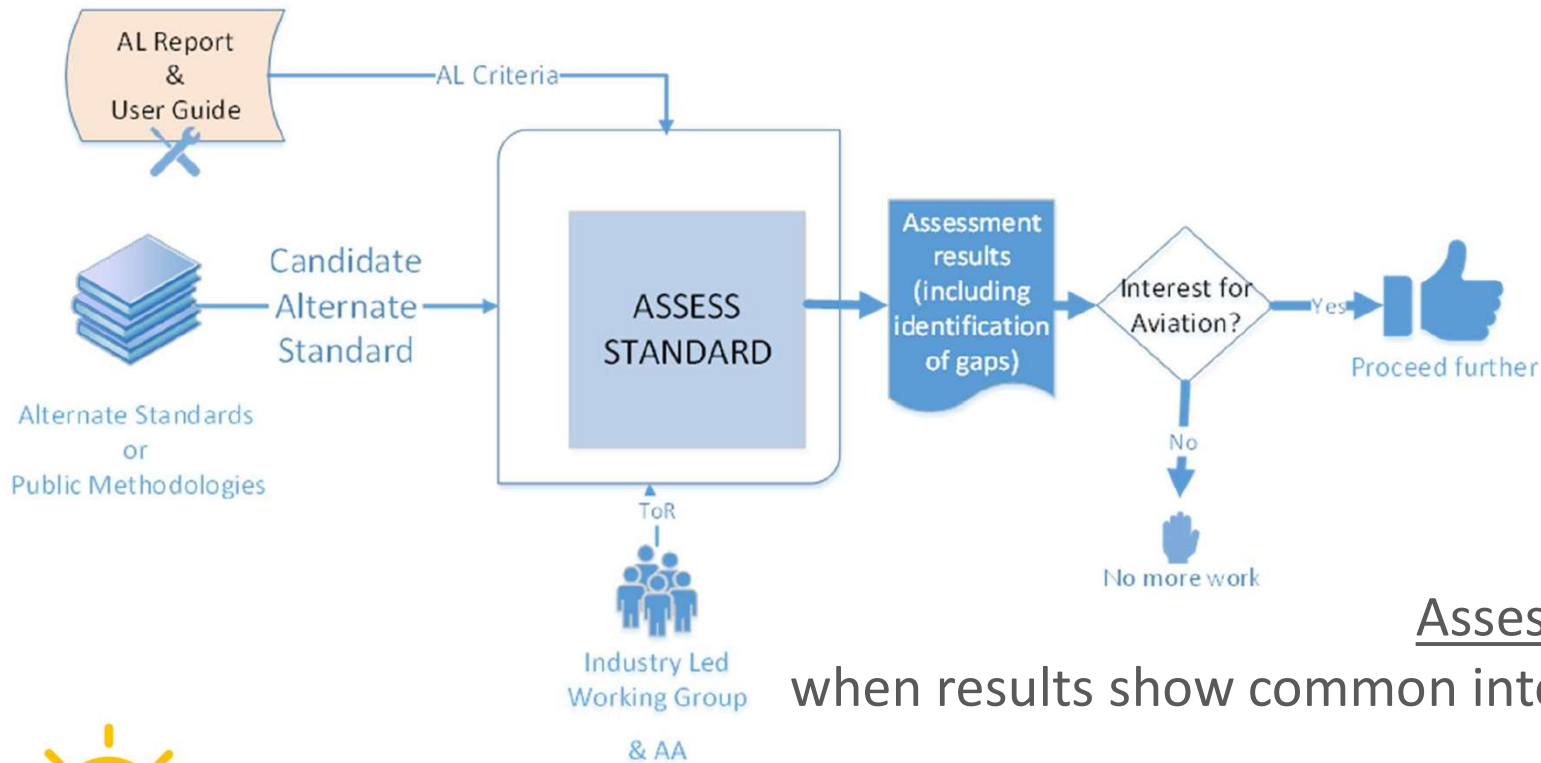 AL Report
&
User Guide
AL Criteria
Candidate
Alternate
Standard
Alternate Standards
or
Public Methodologies
ASSESS
STANDARD
ToR
Industry Led
Working Group
& AA
Assessment
results
(including
identification
of gaps)
Interest for
Aviation?
Yes
Proceed further
No
No more work
when results show common